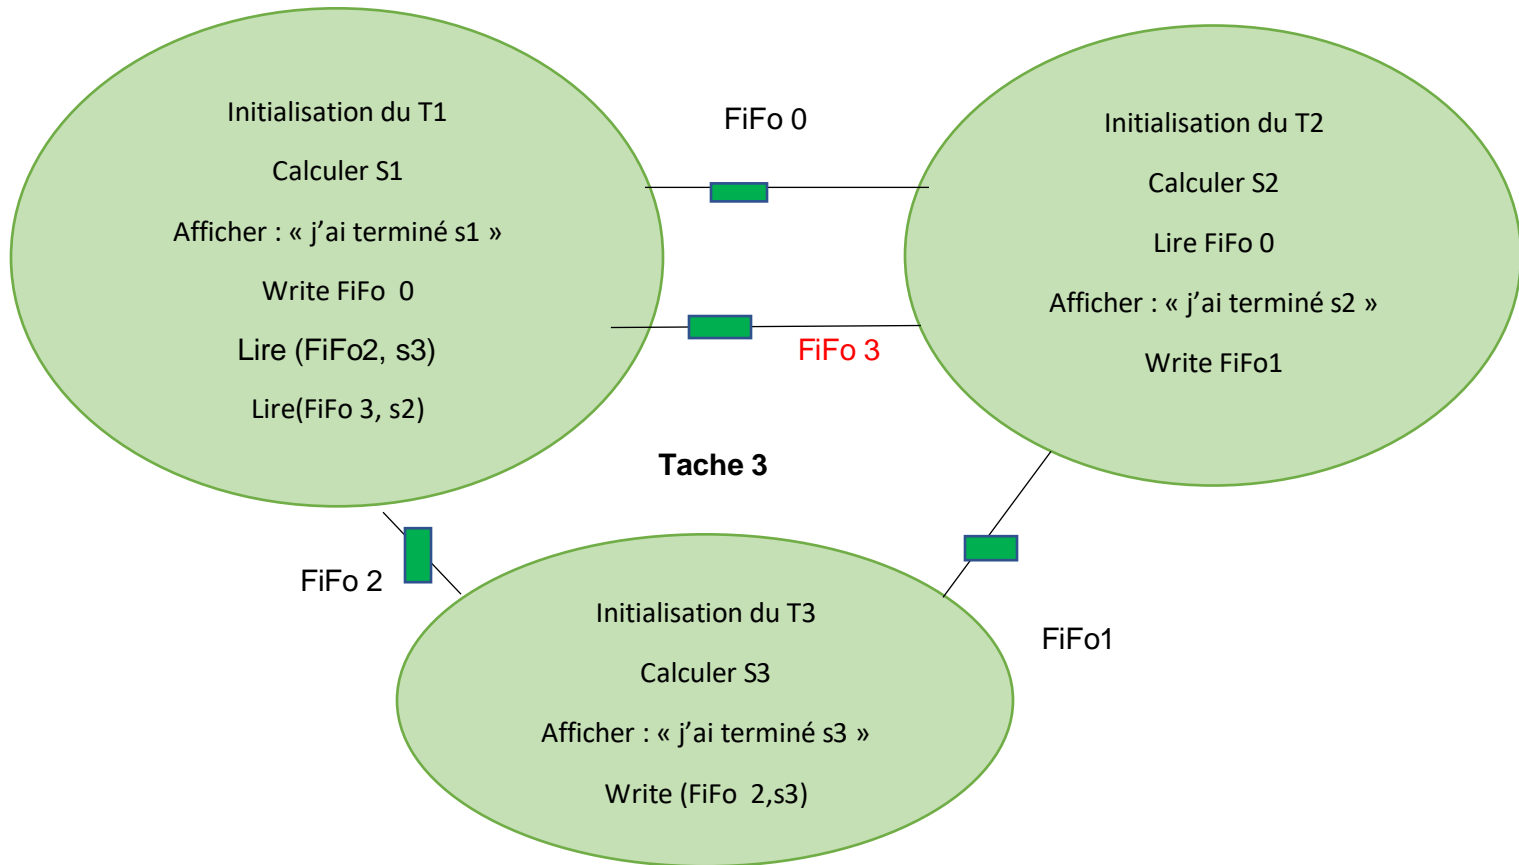 Initialisation du T1
Calculer S1
Afficher : « j’ai terminé s1 »
Write FiFo  0
Lire (FiFo2, s3)
Lire(FiFo 3, s2)
FiFo 0
FiFo 3
Initialisation du T2
Calculer S2
Lire FiFo 0
Afficher : « j’ai terminé s2 »
Write FiFo1
Tache 3
FiFo 2
FiFo1
Initialisation du T3
Calculer S3
Afficher : « j’ai terminé s3 »
Write (FiFo  2,s3)